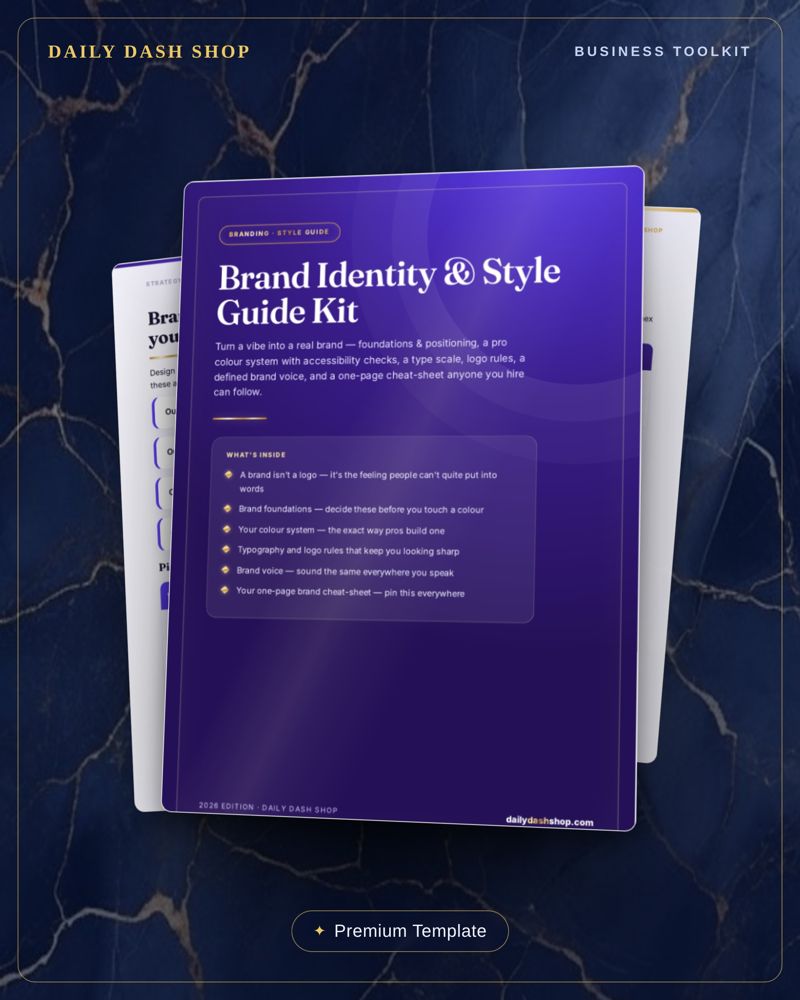 DAILY DASH SHOP
BUSINESS TOOLKIT
BRANDING · STYLE GUIDE
Brand Identity & Style
Guide Kit
Turn a vibe into a real brand — foundations & positioning, a pro
colour system with accessibility checks, a type scale, logo rules, a
defined brand voice, and a one-page cheat-sheet anyone you hire
can follow.
WHAT'S INSIDE
A brand isn't a logo — it's the feeling people can't quite put into
words
Brand foundations — decide these before you touch a colour
Your colour system — the exact way pros build one
Typography and logo rules that keep you looking sharp
Brand voice — sound the same everywhere you speak
Your one-page brand cheat-sheet — pin this everywhere
2026 EDITION · DAILY DASH SHOP
dailydashshop.com
Design
SHOP
✦ Premium Template